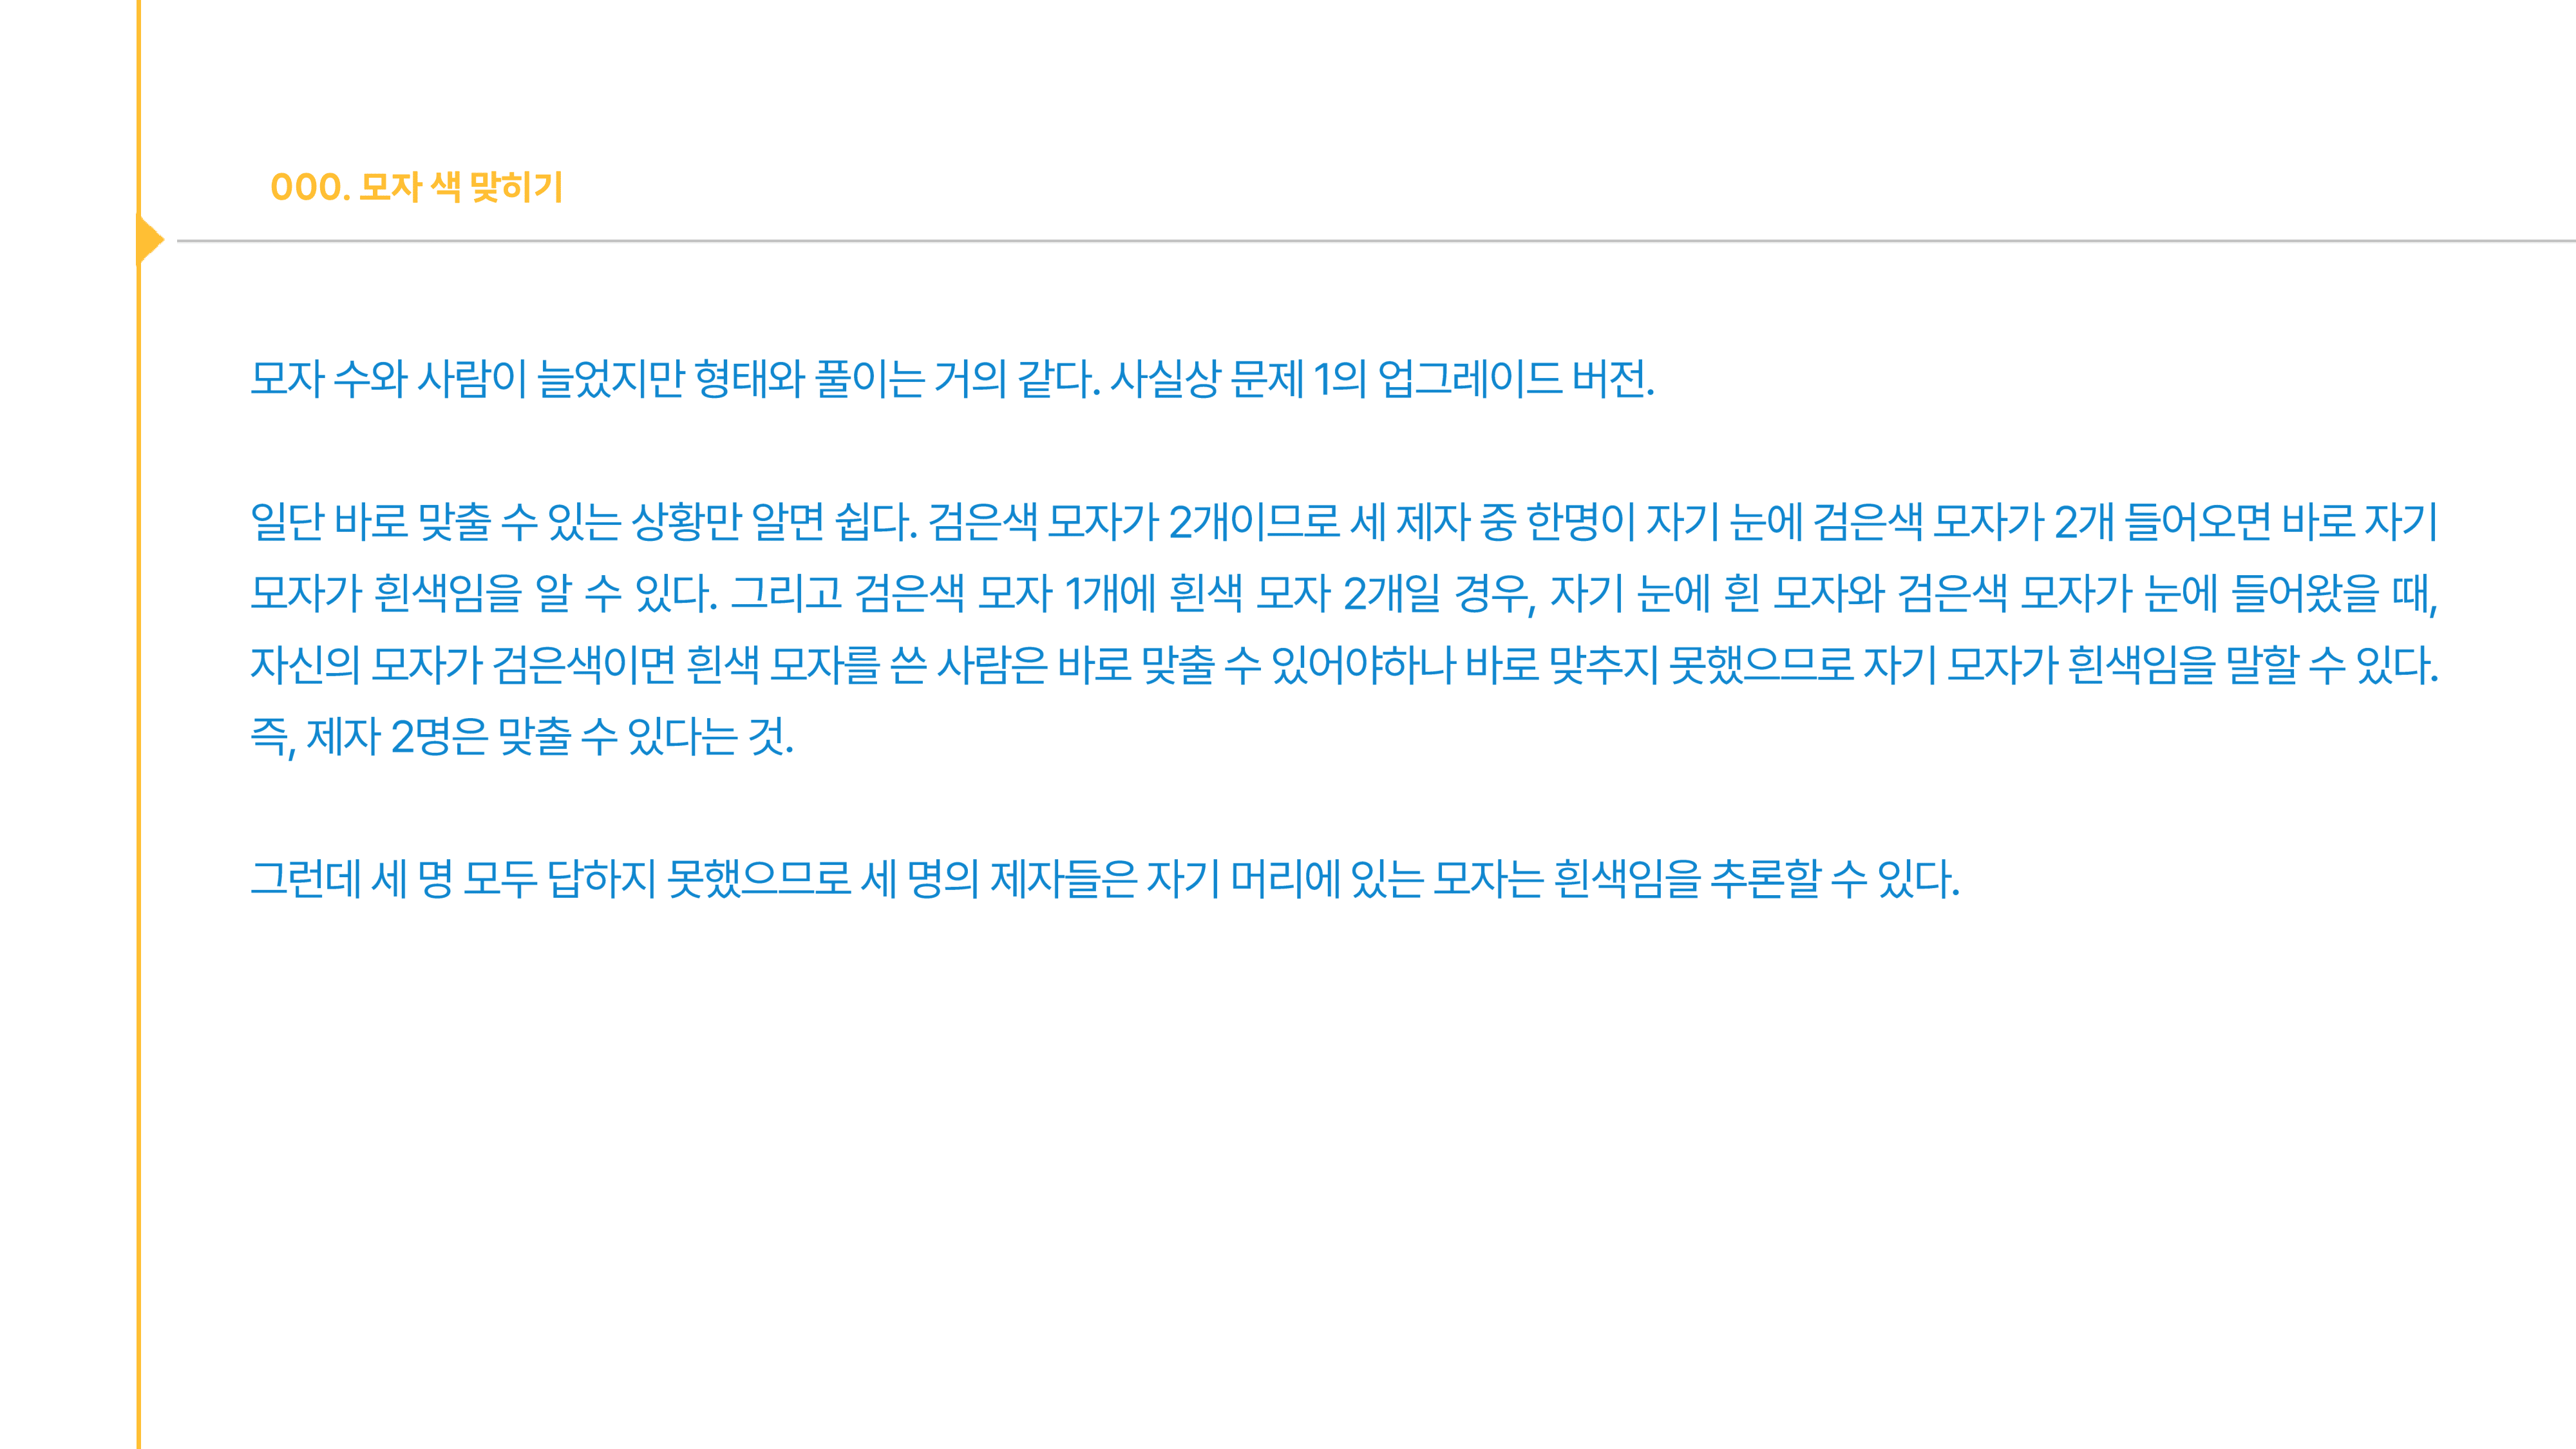 000. 모자 색 맞히기
모자 수와 사람이 늘었지만 형태와 풀이는 거의 같다. 사실상 문제 1의 업그레이드 버전.
일단 바로 맞출 수 있는 상황만 알면 쉽다. 검은색 모자가 2개이므로 세 제자 중 한명이 자기 눈에 검은색 모자가 2개 들어오면 바로 자기
모자가 흰색임을 알 수 있다. 그리고 검은색 모자 1개에 흰색 모자 2개일 경우, 자기 눈에 흰 모자와 검은색 모자가 눈에 들어왔을 때,
자신의 모자가 검은색이면 흰색 모자를 쓴 사람은 바로 맞출 수 있어야하나 바로 맞추지 못했으므로 자기 모자가 흰색임을 말할 수 있다.
즉, 제자 2명은 맞출 수 있다는 것.
그런데 세 명 모두 답하지 못했으므로 세 명의 제자들은 자기 머리에 있는 모자는 흰색임을 추론할 수 있다.